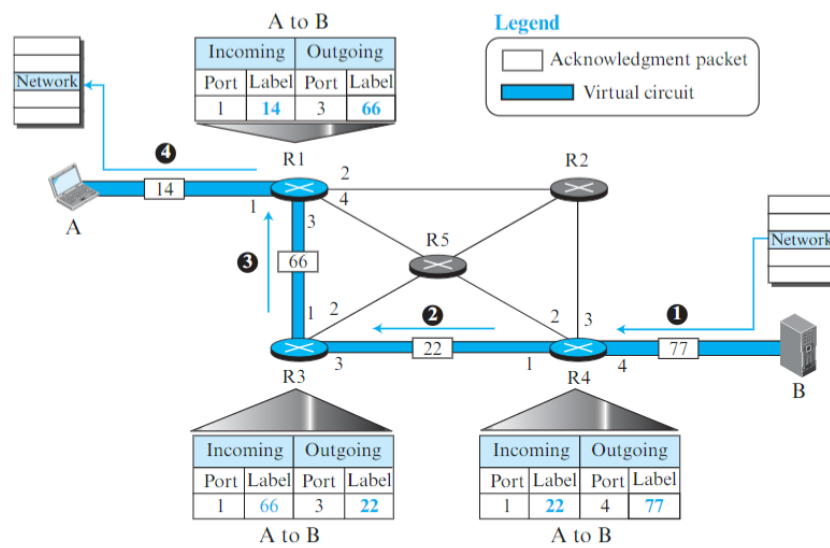 A to B
Incoming Outgoing
Port Label Port Label
1 14 3 66
Legend
Acknowledgment packet
Virtual circuit
Network
4
R1
2
R2
14
4
A
1
3
R5
Network
3
66
1
2
2
2
3
1
22
77
3
1
4
R3
R4
B
Incoming Outgoing
Port Label Port Label
1 66 3 22
A to B
Incoming Outgoing
Port Label Port Label
1 22 4 77
A to B